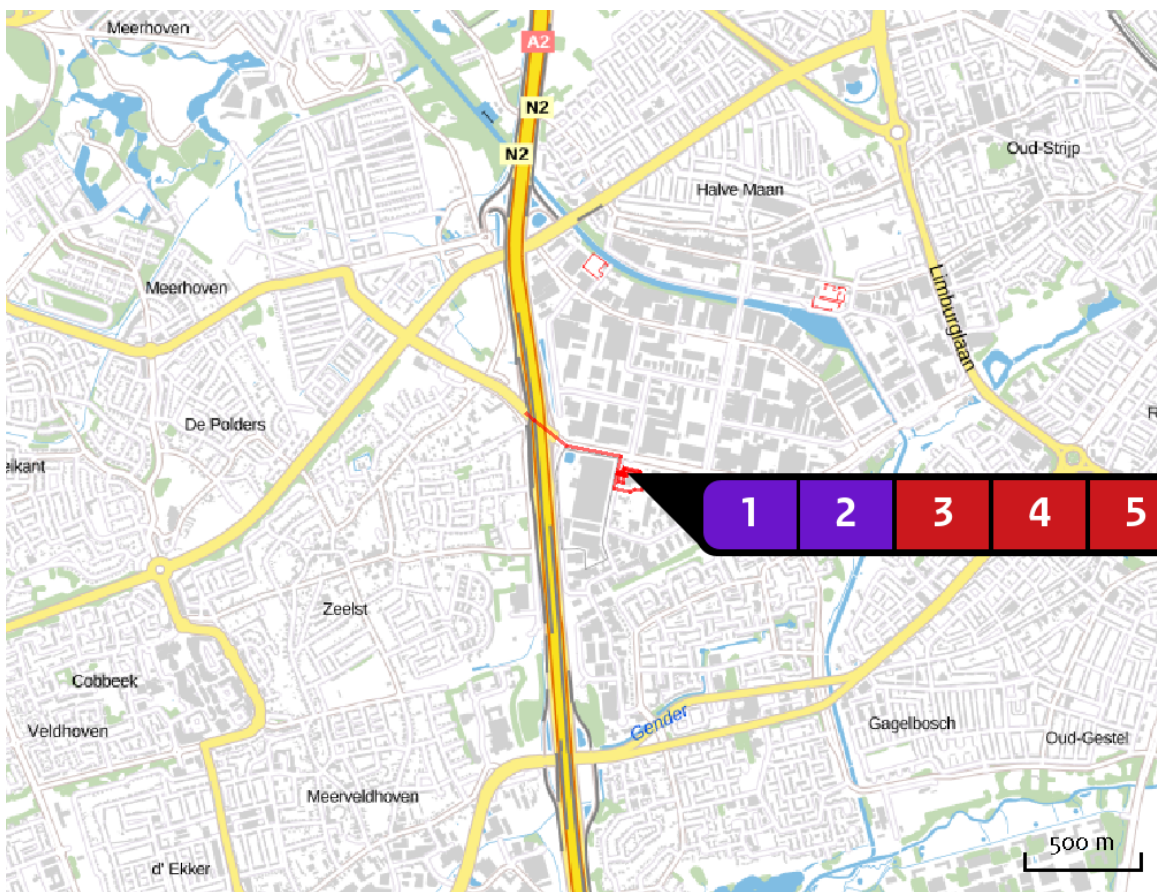 Meerhoven
A2
N2
N2
Oud-Strijp
Halve Maan
Meerhoven
Limburglaan
De Polders
R
eikant
1 2 3 4 5
Zeelst
Cobbeek
Veldhoven
Gender
Gagelbosch
Oud-Gestel
Meerveldhoven
500 m
d' Ekker